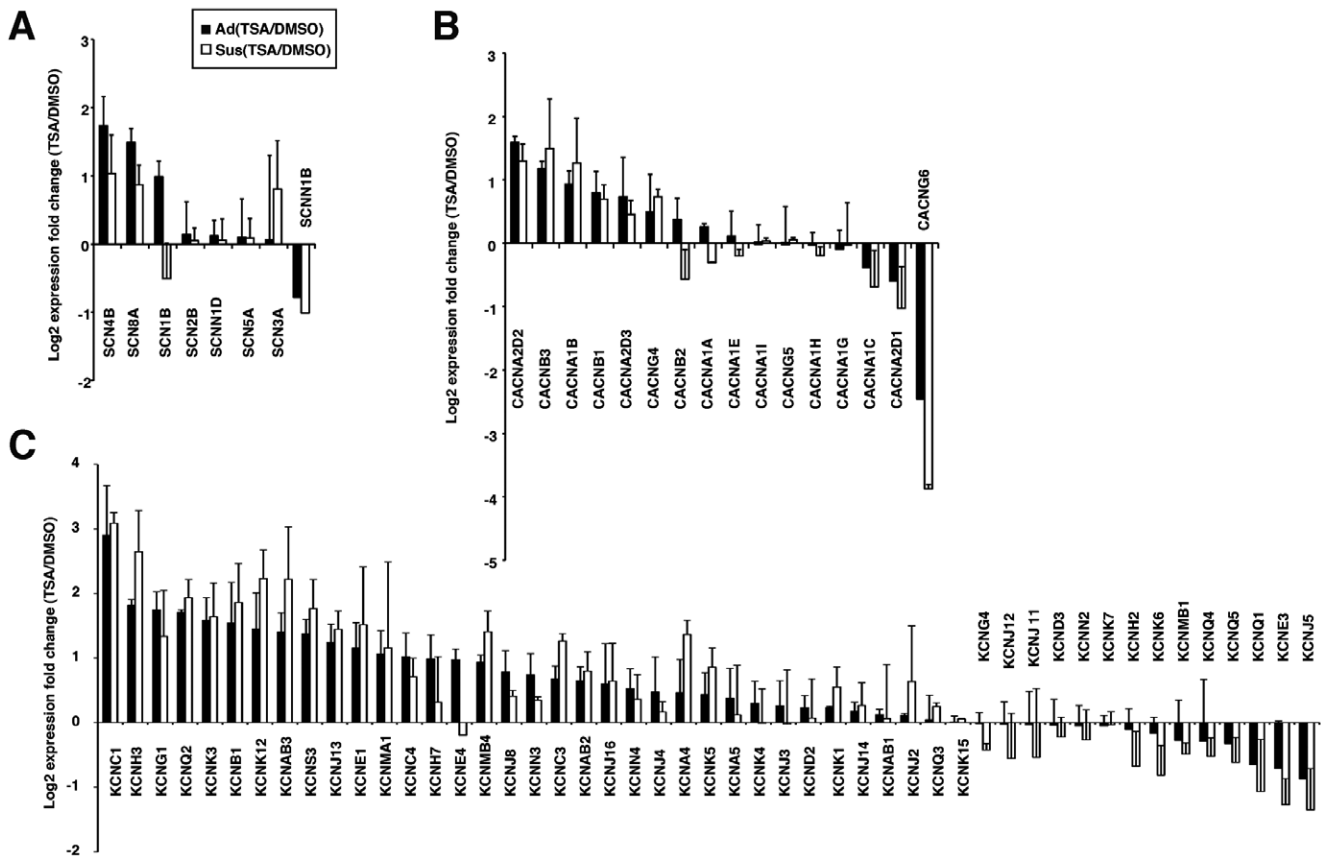 A
Ad(TSA/DMSO)
Sus(TSA/DMSO)
Log2 expression fold change (TSA/DMSO)
3
2
1
0
-1
-2
SCN4B
SCN8A
SCN1B
SCN2B
SCNN1D
SCN5A
SCN3A
SCNN1B
B
Log2 expression fold change (TSA/DMSO)
3
2
1
0
-1
-2
-3
-4
-5
CACNA2D2
CACNB3
CACNA1B
CACNB1
CACNA2D3
CACNG4
CACNB2
CACNA1A
CACNA1E
CACNA1I
CACNG5
CACNA1H
CACNA1G
CACNA1C
CACNA2D1
CACNG6
C
Log2 expression fold change (TSA/DMSO)
4
3
2
1
0
-1
-2
KCNC1
KCNH3
KCNG1
KCNQ2
KCNK3
KCNB1
KCNK12
KCNAB3
KCNS3
KCNJ13
KCNE1
KCNMA1
KCNC4
KCNH7
KCNE4
KCNMB4
KCNJ8
KCNN3
KCNC3
KCNAB2
KCNJ16
KCNN4
KCNJ4
KCNA4
KCNK5
KCNA5
KCNK4
KCNJ3
KCND2
KCNK1
KCNJ14
KCNAB1
KCNJ2
KCNQ3
KCNK15
KCNG4
KCNJ12
KCNJ 11
KCND3
KCNN2
KCNK7
KCNH2
KCNK6
KCNMB1
KCNQ4
KCNQ5
KCNQ1
KCNE3
KCNJ5